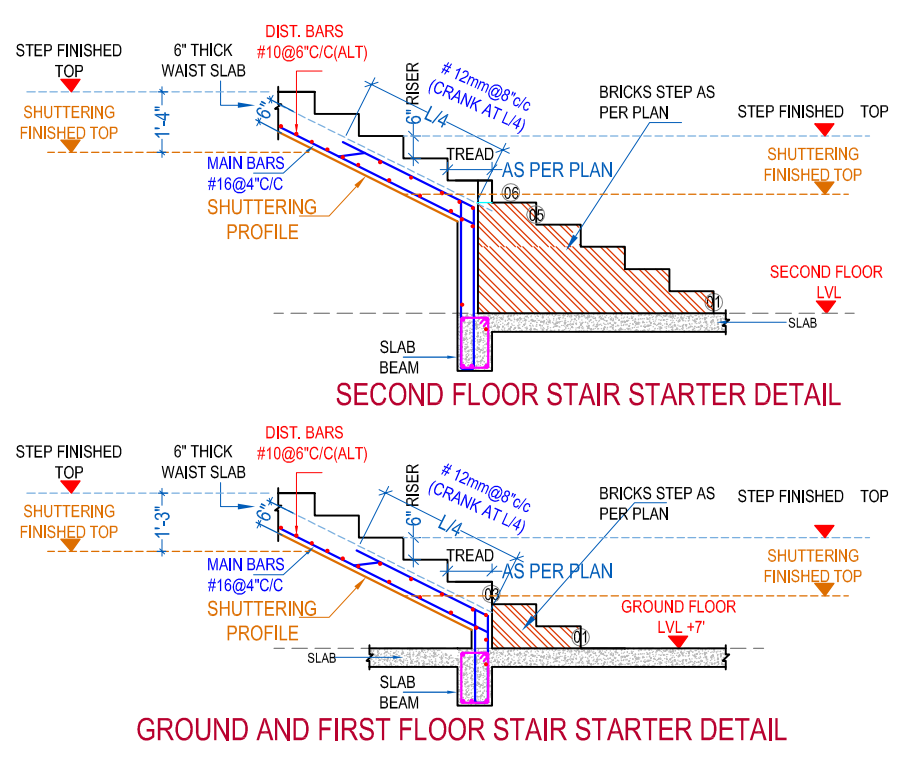 DIST. BARS
#10@6"C/C(ALT)
STEP FINISHED
TOP
6" THICK
WAIST SLAB
SHUTTERING
FINISHED TOP
1'-4"
6"
6" RISER
# 12mm@8"c/c
(CRANK AT L/4)
L/4
BRICKS STEP AS
PER PLAN
STEP FINISHED TOP
SHUTTERING
FINISHED TOP
MAIN BARS
#16@4"C/C
TREAD
AS PER PLAN
SHUTTERING
PROFILE
06
05
01
SECOND FLOOR
LVL
SLAB
SLAB
BEAM
SECOND FLOOR STAIR STARTER DETAIL
DIST. BARS
#10@6"C/C(ALT)
STEP FINISHED
TOP
6" THICK
WAIST SLAB
SHUTTERING
FINISHED TOP
1'-3"
6"
6" RISER
# 12mm@8"c/c
(CRANK AT L/4)
L/4
BRICKS STEP AS
PER PLAN
STEP FINISHED TOP
SHUTTERING
FINISHED TOP
MAIN BARS
#16@4"C/C
TREAD
AS PER PLAN
SHUTTERING
PROFILE
03
01
GROUND FLOOR
LVL +7'
SLAB
SLAB
BEAM
GROUND AND FIRST FLOOR STAIR STARTER DETAIL